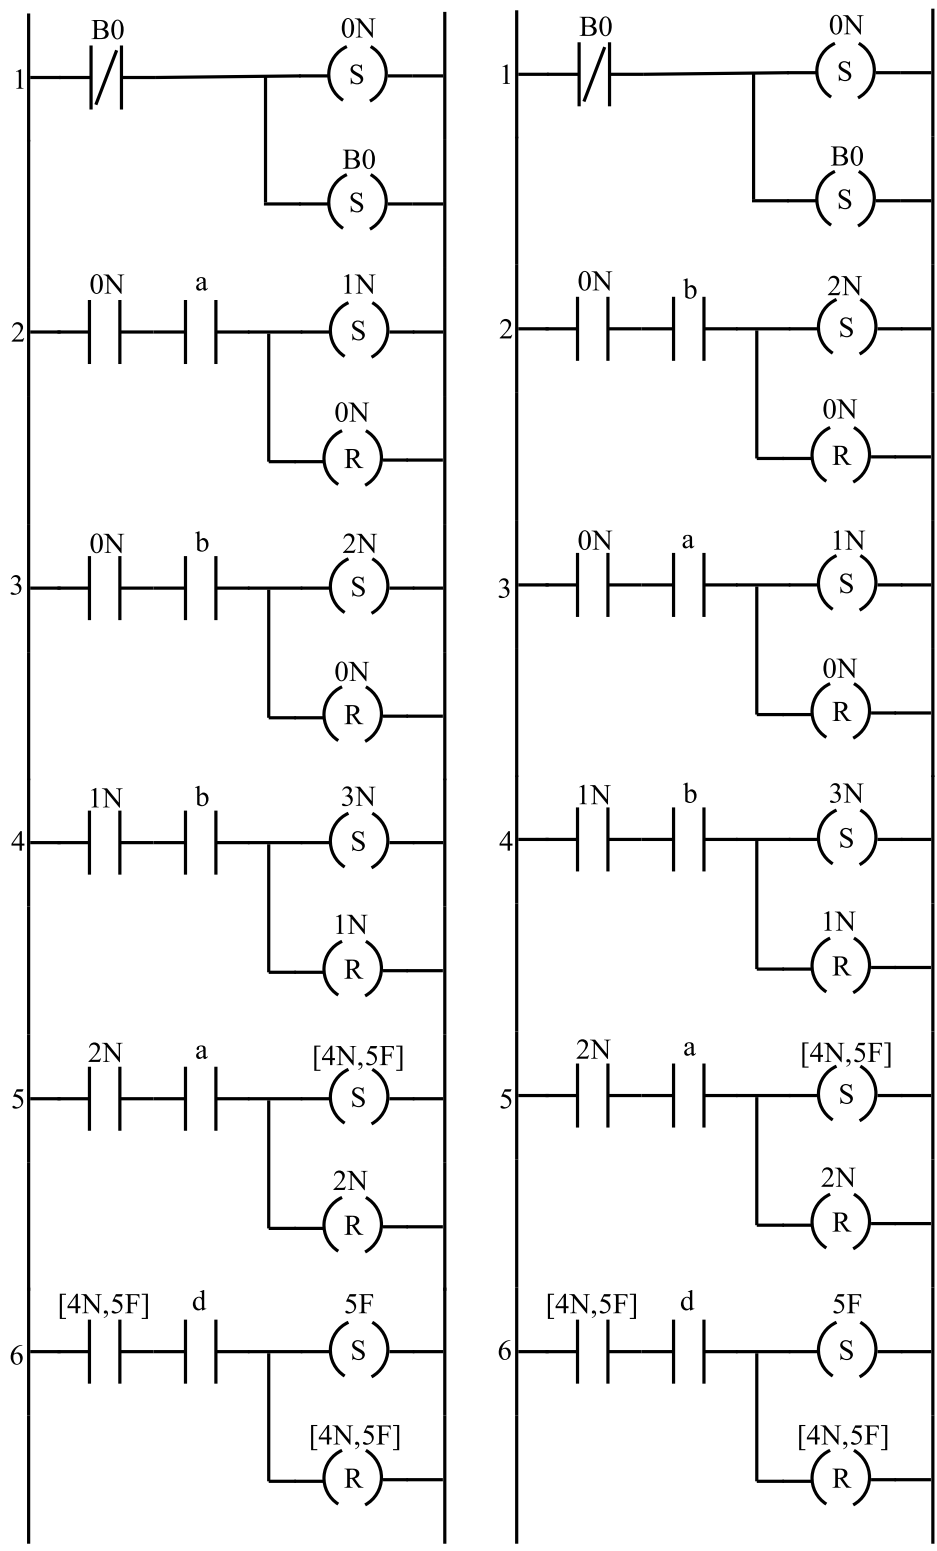 B0 0N
1 S
B0
S
0N a 1N
2 S
0N
R
0N b 2N
3 S
0N
R
1N b 3N
4 S
1N
R
2N a [4N,5F]
5 S
2N
R
[4N,5F] d 5F
6 S
[4N,5F]
R
B0 0N
1 S
B0
S
0N b 2N
2 S
0N
R
0N a 1N
3 S
0N
R
1N b 3N
4 S
1N
R
2N a [4N,5F]
5 S
2N
R
[4N,5F] d 5F
6 S
[4N,5F]
R